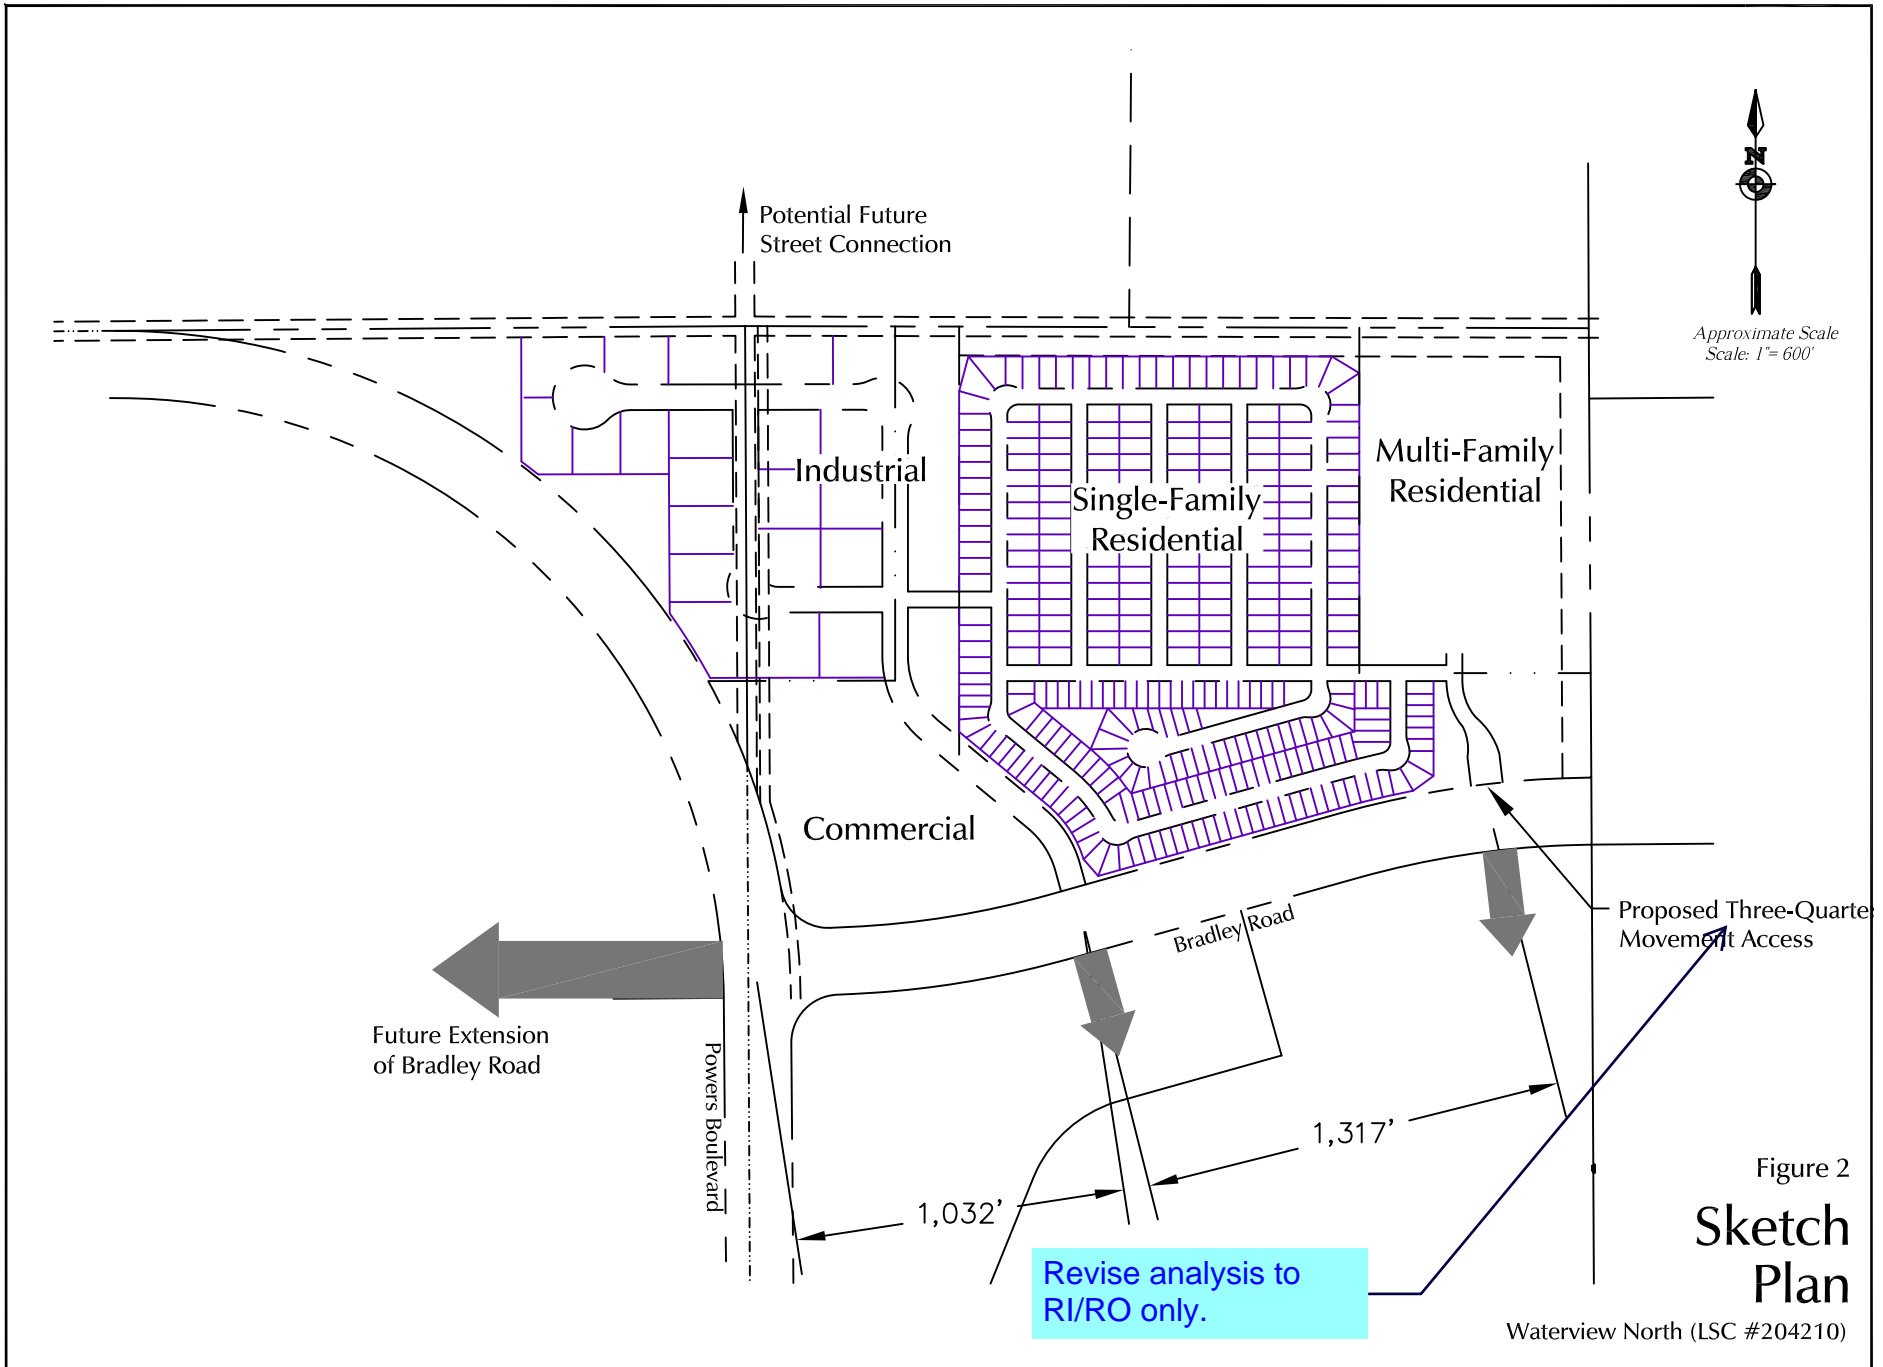 Potential Future
Street Connection
N
Approximate Scale
Scale: 1"= 600'
Industrial
Single-Family
Residential
Multi-Family
Residential
Commercial
Bradley Road
Proposed Three-Quarte
Movement Access
Future Extension
of Bradley Road
Powers Boulevard
1,317'
1,032'
Revise analysis to
RI/RO only.
Figure 2
Sketch
Plan
Waterview North (LSC #204210)